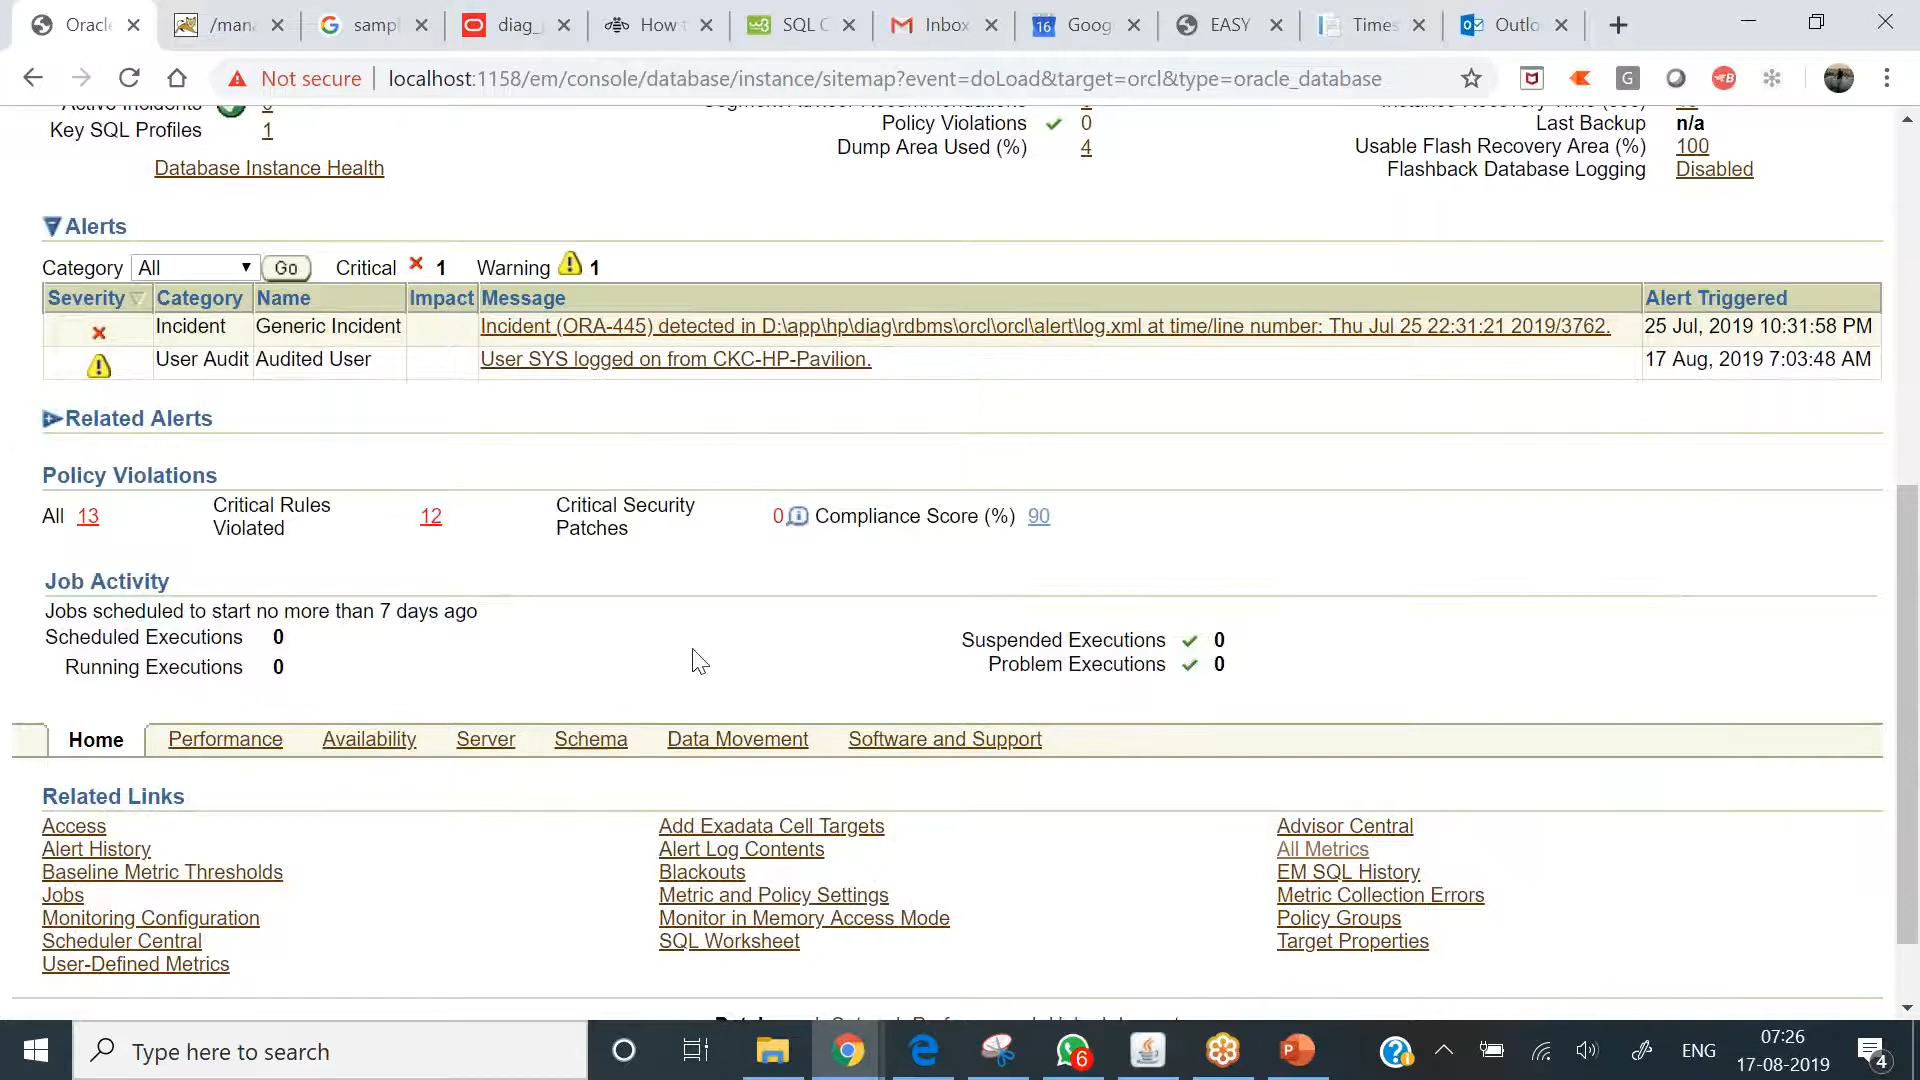 Oracle
/mana
sampl
diag_
How t
SQL C
Inbox
Goog
EASY
Times
Outlo
Not secure
localhost:1158/em/console/database/instance/sitemap?event=doLoad&target=orcl&type=oracle_database
Active Incidents 0
Key SQL Profiles 1
Database Instance Health
Segment Advisor Recommendations
Policy Violations 0
Dump Area Used (%) 4
Last Backup n/a
Usable Flash Recovery Area (%) 100
Flashback Database Logging Disabled
Alerts
Category All Go Critical 1 Warning 1
Severity Category Name Impact Message Alert Triggered
Incident Generic Incident Incident (ORA-445) detected in D:\app\hp\diag\rdbms\orcl\orcl\alert\log.xml at time/line number: Thu Jul 25 22:31:21 2019/3762. 25 Jul, 2019 10:31:58 PM
User Audit Audited User User SYS logged on from CKC-HP-Pavilion. 17 Aug, 2019 7:03:48 AM
Related Alerts
Policy Violations
All 13
Critical Rules
Violated
12
Critical Security
Patches
0 Compliance Score (%) 90
Job Activity
Jobs scheduled to start no more than 7 days ago
Scheduled Executions 0
Running Executions 0
Suspended Executions 0
Problem Executions 0
Home Performance Availability Server Schema Data Movement Software and Support
Related Links
Access
Alert History
Baseline Metric Thresholds
Jobs
Monitoring Configuration
Scheduler Central
User-Defined Metrics
Add Exadata Cell Targets
Alert Log Contents
Blackouts
Metric and Policy Settings
Monitor in Memory Access Mode
SQL Worksheet
Advisor Central
All Metrics
EM SQL History
Metric Collection Errors
Policy Groups
Target Properties
Type here to search
6
ENG
07:26
17-08-2019
4